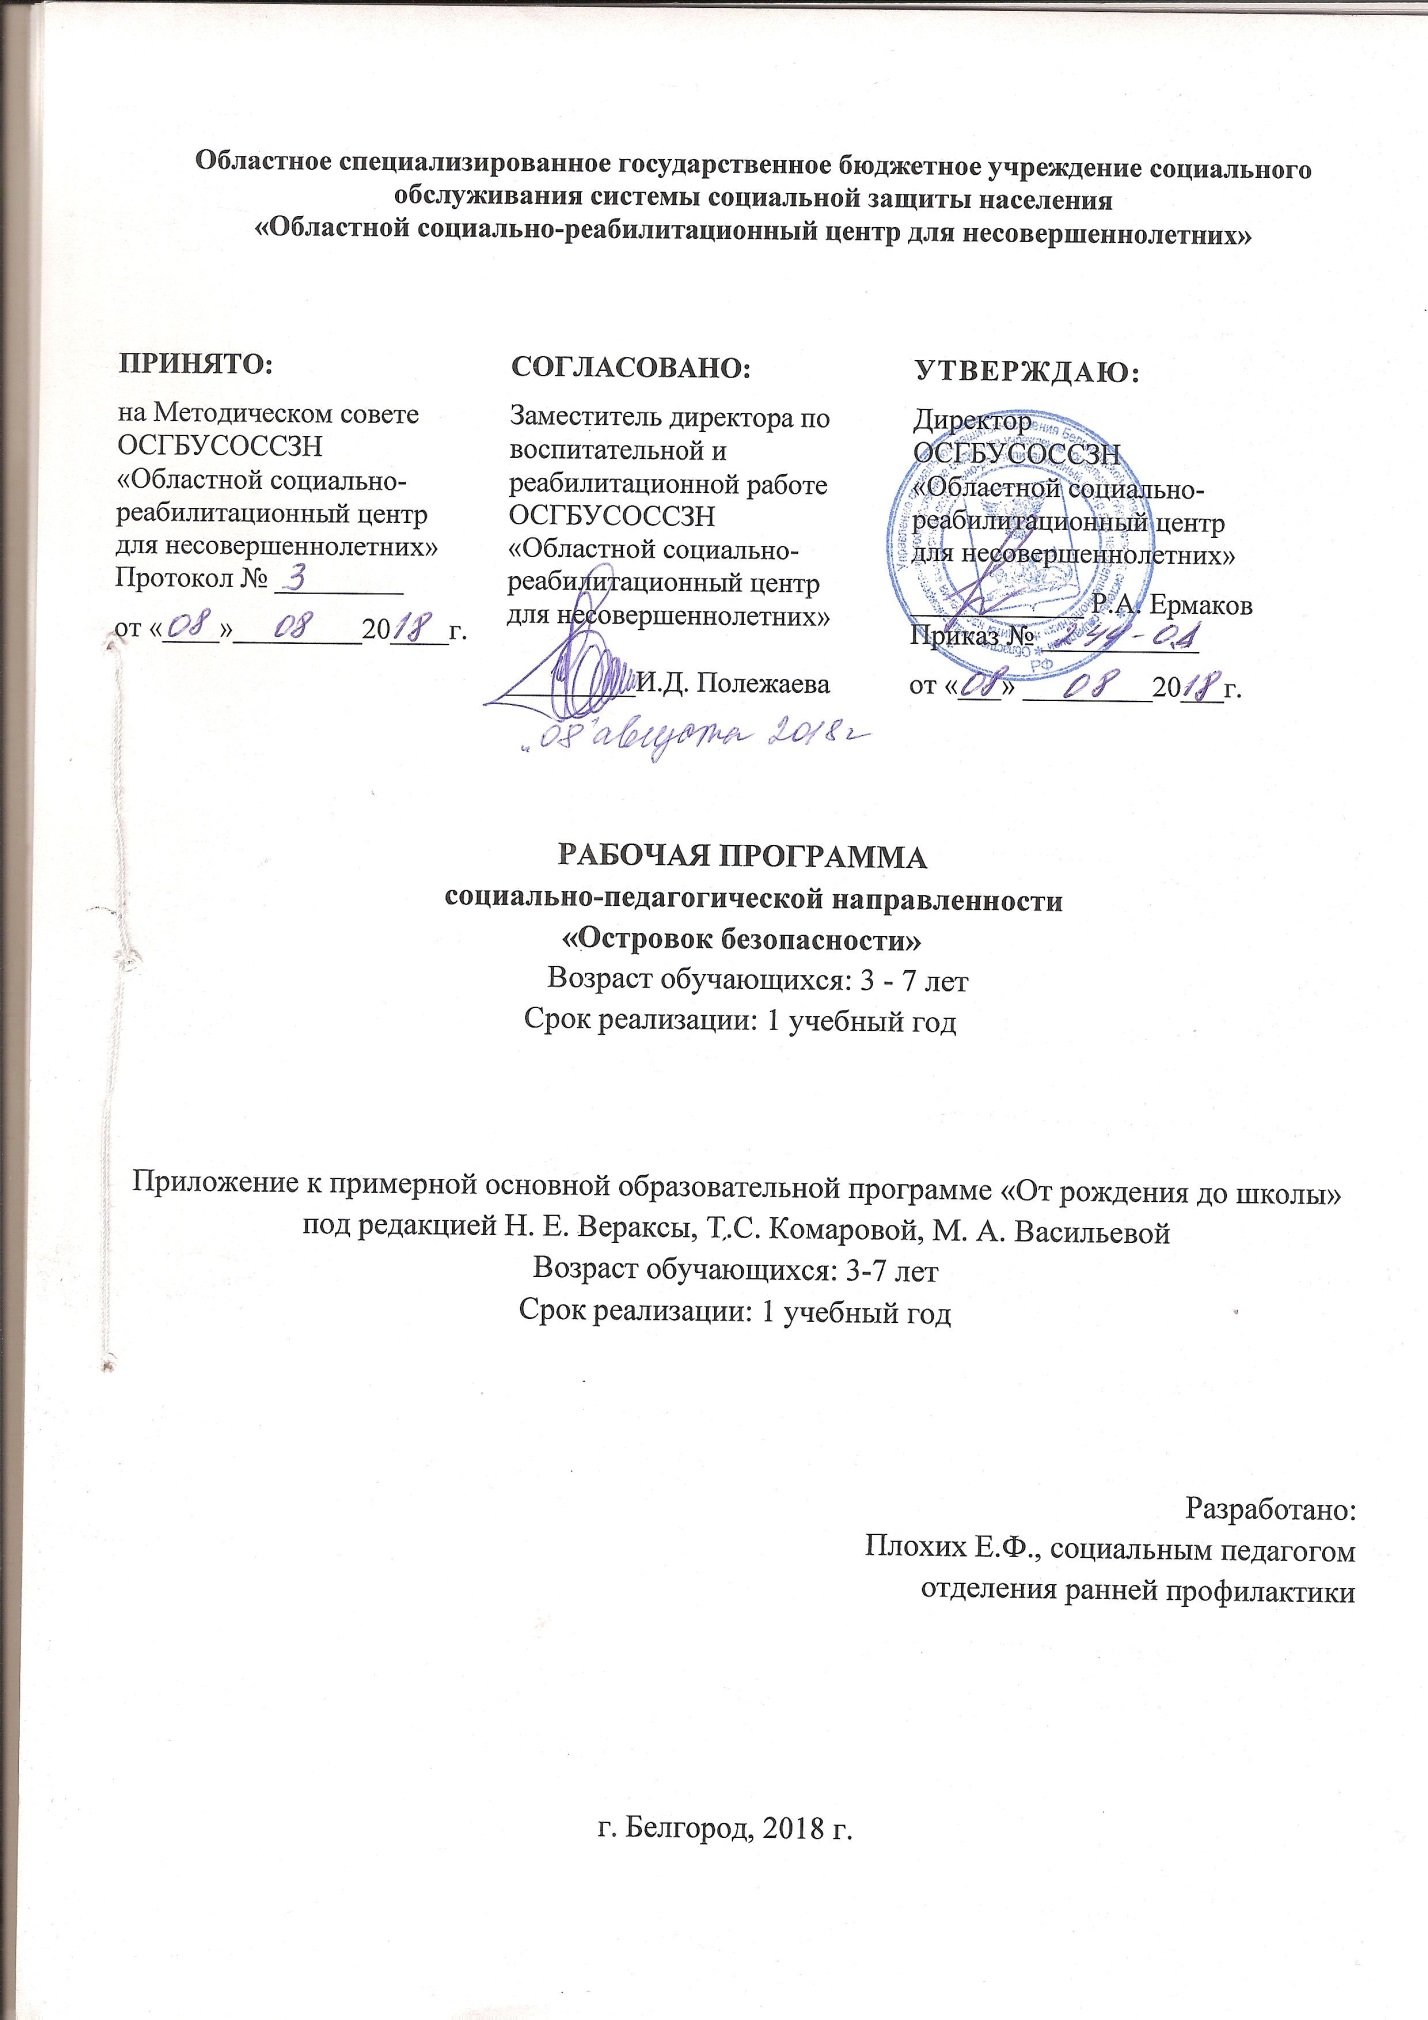 Областное специализированное государственное бюджетное учреждение социального
обслуживания системы социальной защиты населения
«Областной социально-реабилитационный центр для несовершеннолетних»
ПРИНЯТО:
на Методическом совете
ОСГБУСОССЗН
«Областной социально-
реабилитационный центр
для несовершеннолетних»
Протокол № 3
от «08» 08 2018 г.
СОГЛАСОВАНО:
Заместитель директора по
воспитательной и
реабилитационной работе
ОСГБУСОССЗН
«Областной социально-
реабилитационный центр
для несовершеннолетних»
И.Д. Полежаева
„08" августа 2018 г
УТВЕРЖДАЮ:
Директор
ОСГБУСОССЗН
«Областной социально-
реабилитационный центр
для несовершеннолетних»
Р.А. Ермаков
Приказ №
от «08» 08 2018 г.
РФ
РАБОЧАЯ ПРОГРАММА
социально-педагогической направленности
«Островок безопасности»
Возраст обучающихся: 3 - 7 лет
Срок реализации: 1 учебный год
Приложение к примерной основной образовательной программе «От рождения до школы»
под редакцией Н. Е. Вераксы, Т.С. Комаровой, М. А. Васильевой
Возраст обучающихся: 3-7 лет
Срок реализации: 1 учебный год
Разработано:
Плохих Е.Ф., социальным педагогом
отделения ранней профилактики
г. Белгород, 2018 г.